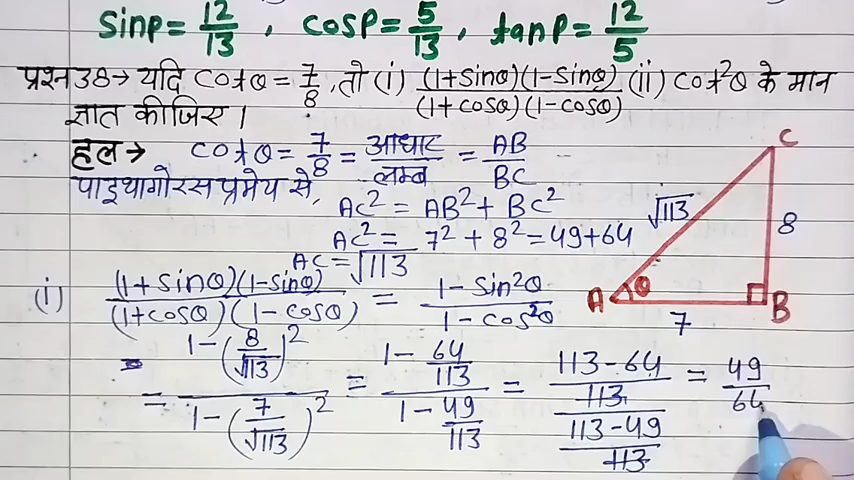 sinP = 12/13 , cosP = 5/13 , tanP = 12/5
प्रश्न 38→ यदि cotθ = 7/8 , तो (i) (1+sinθ)(1-sinθ)/(1+cosθ)(1-cosθ) (ii) cot²θ के मान
ज्ञात कीजिए।
हल→ cotθ = 7/8 = आधार/लम्ब = AB/BC
पाइथागोरस प्रमेय से,
AC² = AB² + BC²
AC² = 7² + 8² = 49+64
AC = √113
(i) (1+sinθ)(1-sinθ)/(1+cosθ)(1-cosθ) = 1-sin²θ/1-cos²θ
= 1-(8/√113)²/1-(7/√113)² = 1-64/113/1-49/113 = 113-64/113/113-49/113 = 49/64
C
√113
8
A θ B
7